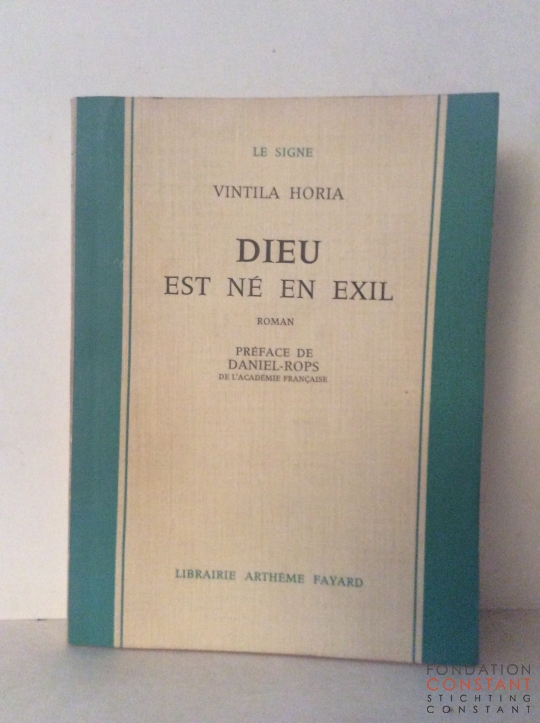 LE SIGNE
VINTILA HORIA
DIEU
EST NÉ EN EXIL
ROMAN
PRÉFACE DE
DANIEL-ROPS
DE L'ACADÉMIE FRANÇAISE
LIBRAIRIE ARTHÈME FAYARD
FONDATION
CONSTANT
STICHTING
CONSTANT